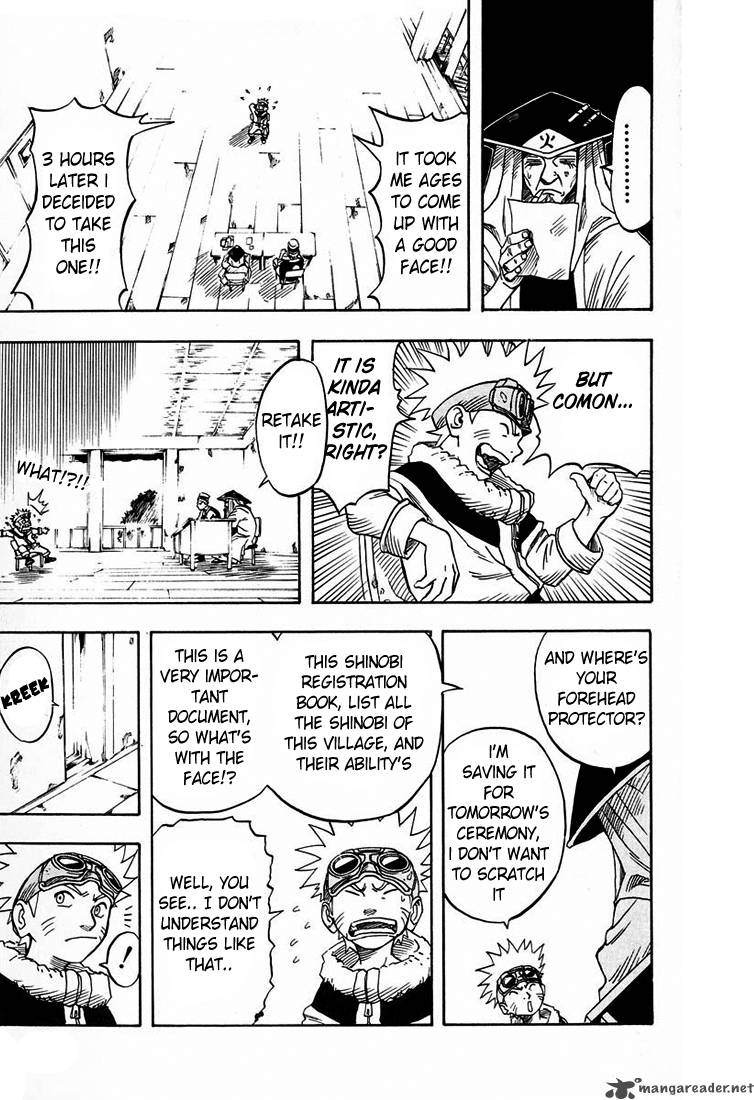 .........
火
IT TOOK
ME AGES
TO COME
UP WITH
A GOOD
FACE!!
3 HOURS
LATER I
DECEIDED
TO TAKE
THIS
ONE!!
BUT
COMON...
IT IS
KINDA
ARTI-
STIC,
RIGHT?
RETAKE
IT!!
WHAT!?!!
AND WHERE'S
YOUR
FOREHEAD
PROTECTOR?
I'M
SAVING IT
FOR
TOMORROW'S
CEREMONY,
I DON'T WANT
TO SCRATCH
IT
THIS SHINOBI
REGISTRATION
BOOK, LIST ALL
THE SHINOBI OF
THIS VILLAGE, AND
THEIR ABILITY'S
THIS IS A
VERY IMPOR-
TANT
DOCUMENT,
SO WHAT'S
WITH THE
FACE!?
WELL, YOU
SEE.. I DON'T
UNDERSTAND
THINGS LIKE
THAT..
KREEK
!
mangareader.net